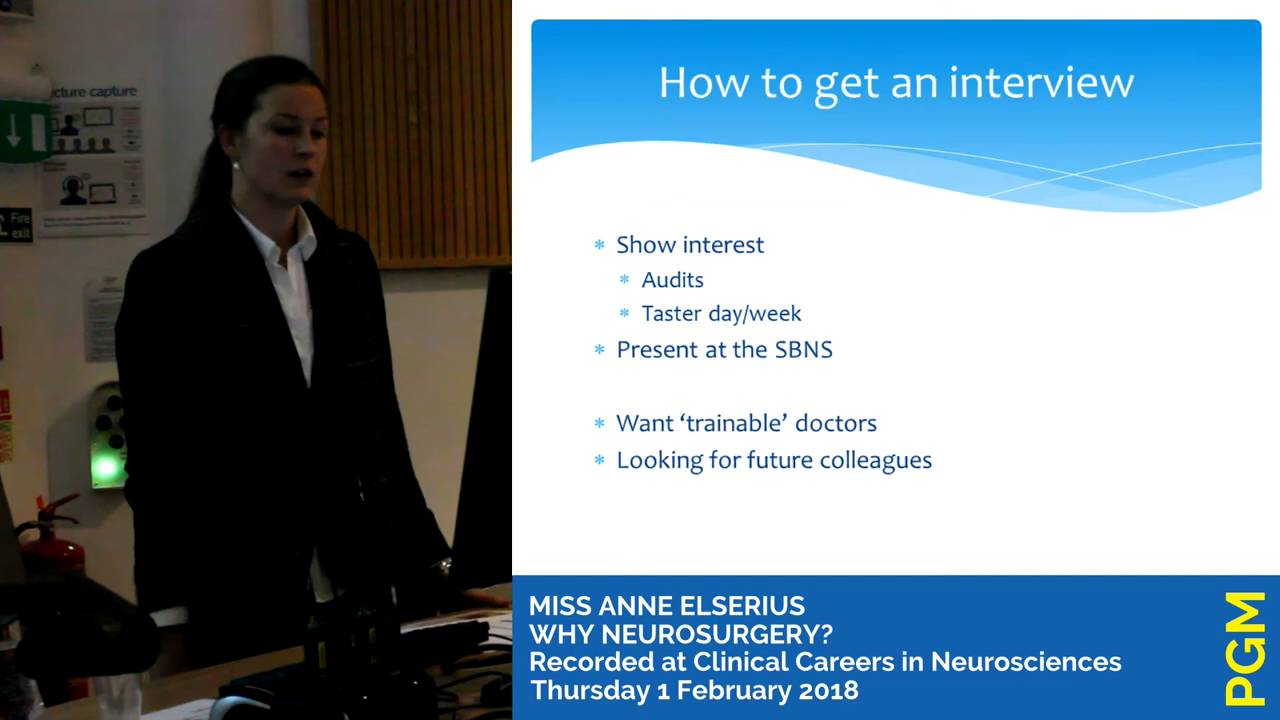 cture capture
Fire
exit
How to get an interview
Show interest
Audits
Taster day/week
Present at the SBNS
Want ‘trainable’ doctors
Looking for future colleagues
MISS ANNE ELSERIUS
WHY NEUROSURGERY?
Recorded at Clinical Careers in Neurosciences
Thursday 1 February 2018
PGM